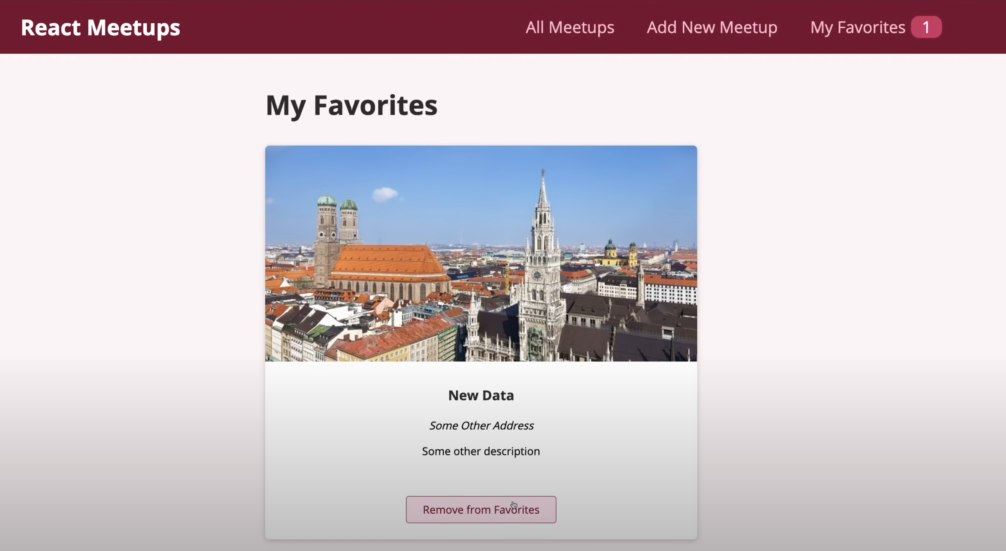 React Meetups
All Meetups
Add New Meetup
My Favorites 1
My Favorites
New Data
Some Other Address
Some other description
Remove from Favorites